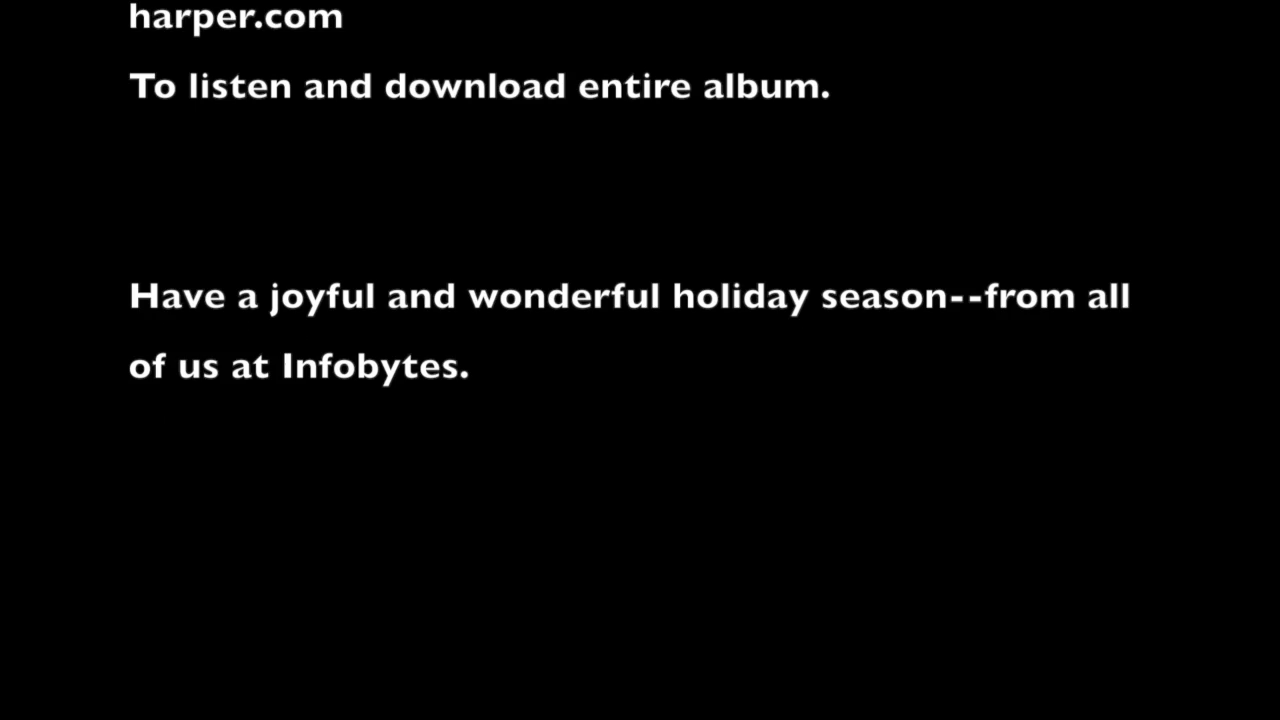 harper.com
To listen and download entire album.
Have a joyful and wonderful holiday season--from all
of us at Infobytes.